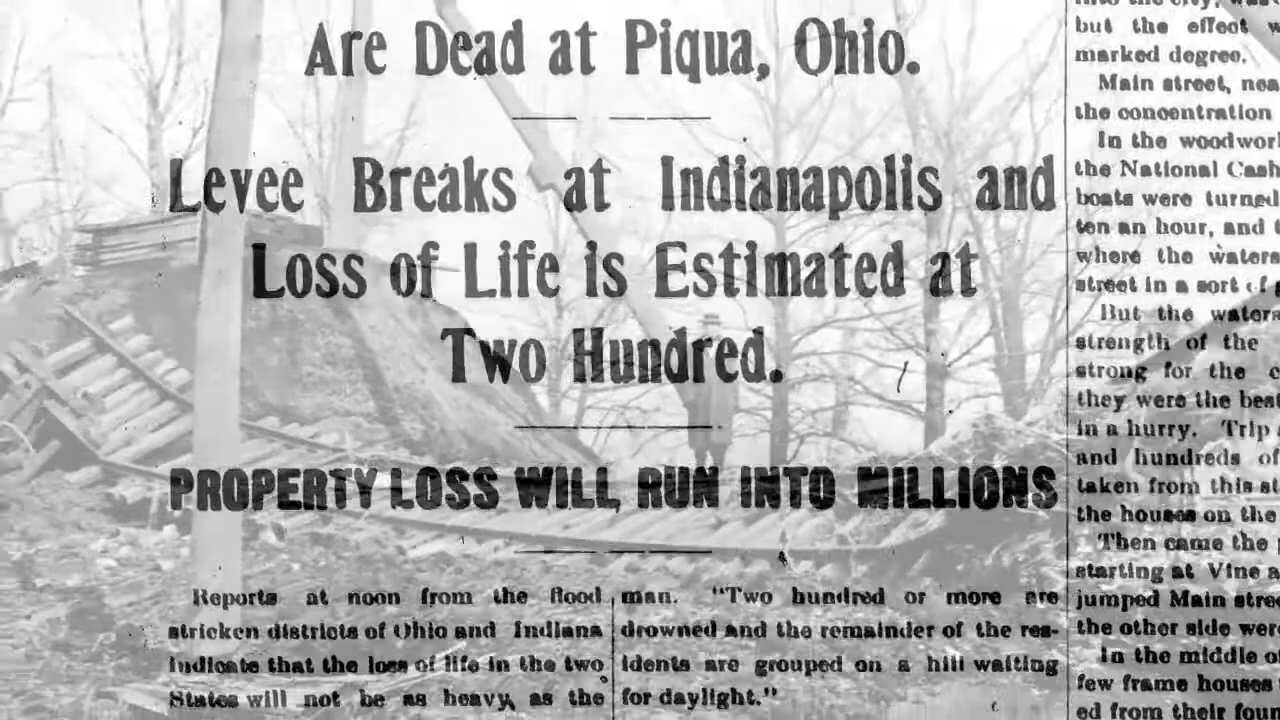 Are Dead at Piqua, Ohio.
Levee Breaks at Indianapolis and
Loss of Life is Estimated at
Two Hundred.
PROPERTY LOSS WILL RUN INTO MILLIONS
Reports at noon from the flood
stricken districts of Ohio and Indiana
indicate that the loss of life in the two
States will not be as heavy, as the
man. "Two hundred or more are
drowned and the remainder of the res-
idents are grouped on a hill waiting
for daylight."
into the city,
but the effect
marked degree.
Main street,
the concentration
In the
the National Cash
boats were turned
ten an hour, and
where the waters
street in a sort of
But the waters
strength of the
strong for the
they were the
in a hurry. Trip
and hundreds of
taken from this
the houses on the
Then came the
starting at Vine
jumped Main
the other side were
In the middle of
few frame houses
ed from their